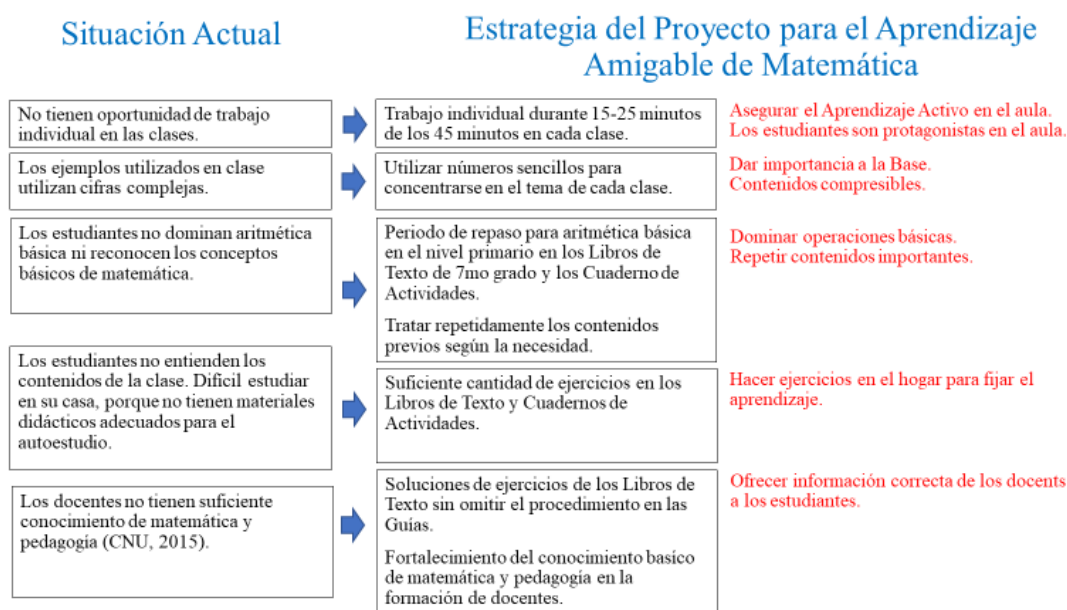 Situación Actual
Estrategia del Proyecto para el Aprendizaje
Amigable de Matemática
No tienen oportunidad de trabajo
individual en las clases.
Trabajo individual durante 15-25 minutos
de los 45 minutos en cada clase.
Asegurar el Aprendizaje Activo en el aula.
Los estudiantes son protagonistas en el aula.
Los ejemplos utilizados en clase
utilizan cifras complejas.
Utilizar números sencillos para
concentrarse en el tema de cada clase.
Dar importancia a la Base.
Contenidos compresibles.
Los estudiantes no dominan aritmética
básica ni reconocen los conceptos
básicos de matemática.
Periodo de repaso para aritmética básica
en el nivel primario en los Libros de
Texto de 7mo grado y los Cuaderno de
Actividades.
Tratar repetidamente los contenidos
previos según la necesidad.
Dominar operaciones básicas.
Repetir contenidos importantes.
Los estudiantes no entienden los
contenidos de la clase. Dificil estudiar
en su casa, porque no tienen materiales
didácticos adecuados para el
autoestudio.
Suficiente cantidad de ejercicios en los
Libros de Texto y Cuadernos de
Actividades.
Hacer ejercicios en el hogar para fijar el
aprendizaje.
Los docentes no tienen suficiente
conocimiento de matemática y
pedagogía (CNU, 2015).
Soluciones de ejercicios de los Libros de
Texto sin omitir el procedimiento en las
Guías.
Fortalecimiento del conocimiento basíco
de matemática y pedagogía en la
formación de docentes.
Ofrecer información correcta de los docents
a los estudiantes.